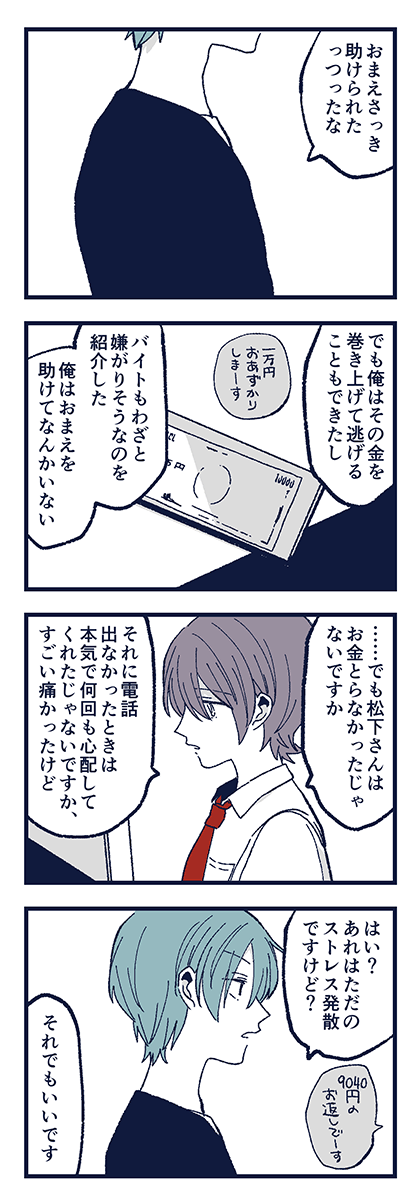 おまえさっき
助けられた
っつったな
でも俺はその金を
巻き上げて逃げる
こともできたし
一万円
おあずかり
しまーす
バイトもわざと
嫌がりそうなのを
紹介した
俺はおまえを
助けてなんかいない
10000
……でも松下さんは
お金とらなかったじゃ
ないですか
それに電話
出なかったときは
本気で何回も心配して
くれたじゃないですか、
すごい痛かったけど
はい？
あれはただの
ストレス発散
ですけど？
9040
円の
お返しでーす
それでもいいです